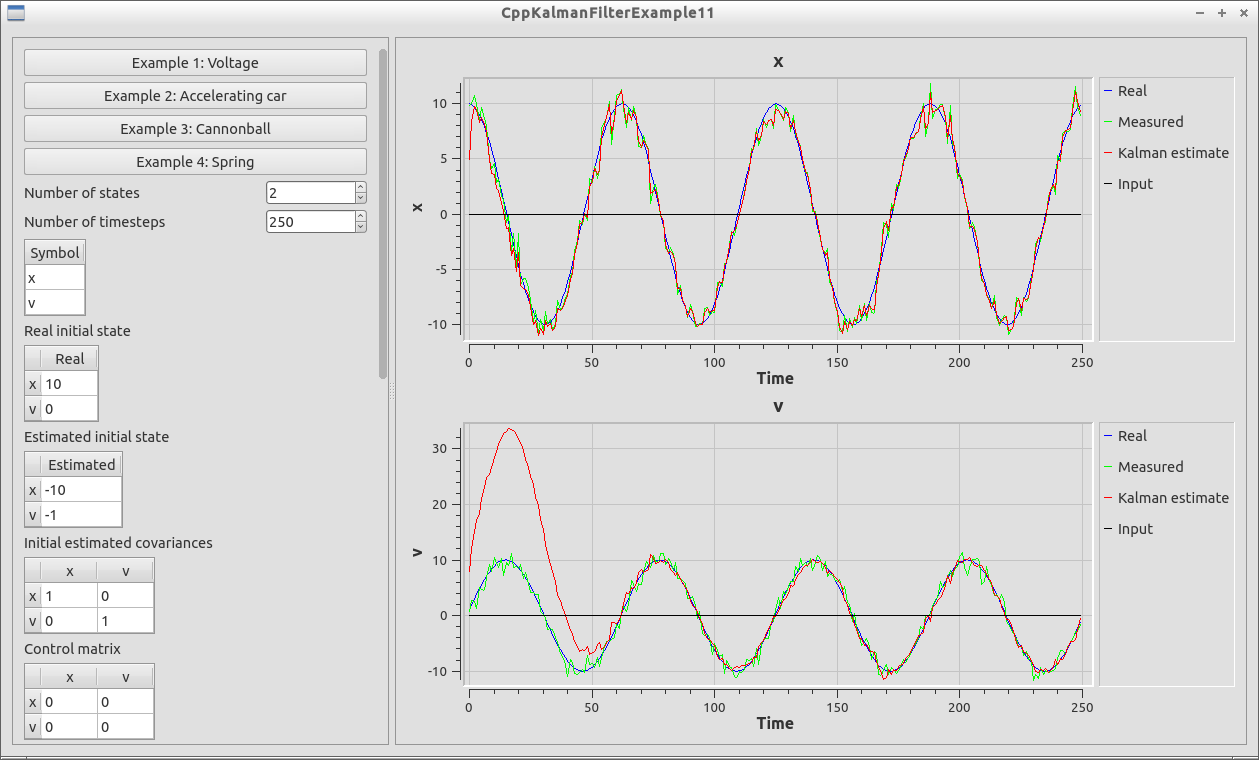 CppKalmanFilterExample11
Example 1: Voltage
Example 2: Accelerating car
Example 3: Cannonball
Example 4: Spring
Number of states 2
Number of timesteps 250
Symbol
x
v
Real initial state
Real
x 10
v 0
Estimated initial state
Estimated
x -10
v -1
Initial estimated covariances
x v
x 1 0
v 0 1
Control matrix
x v
x 0 0
v 0 0
x
10
5
0
-5
-10
x
0 50 100 150 200 250
Time
Real
Measured
Kalman estimate
Input
v
30
20
10
0
-10
v
0 50 100 150 200 250
Time
Real
Measured
Kalman estimate
Input